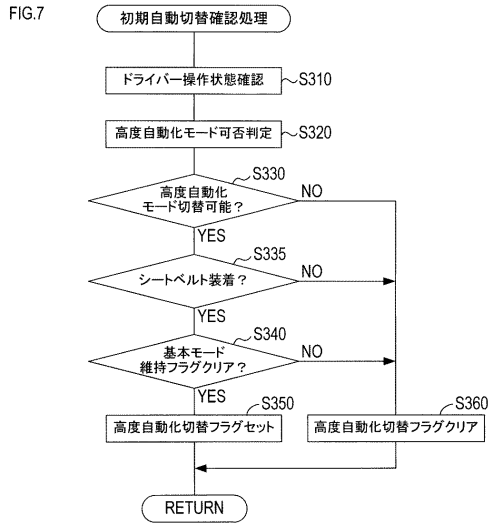 FIG.7
初期自動切替確認処理
ドライバー操作状態確認
S310
高度自動化モード可否判定
S320
S330
高度自動化
モード切替可能？
NO
YES
S335
シートベルト装着？
NO
YES
S340
基本モード
維持フラグクリア？
NO
YES
S350
高度自動化切替フラグセット
S360
高度自動化切替フラグクリア
RETURN